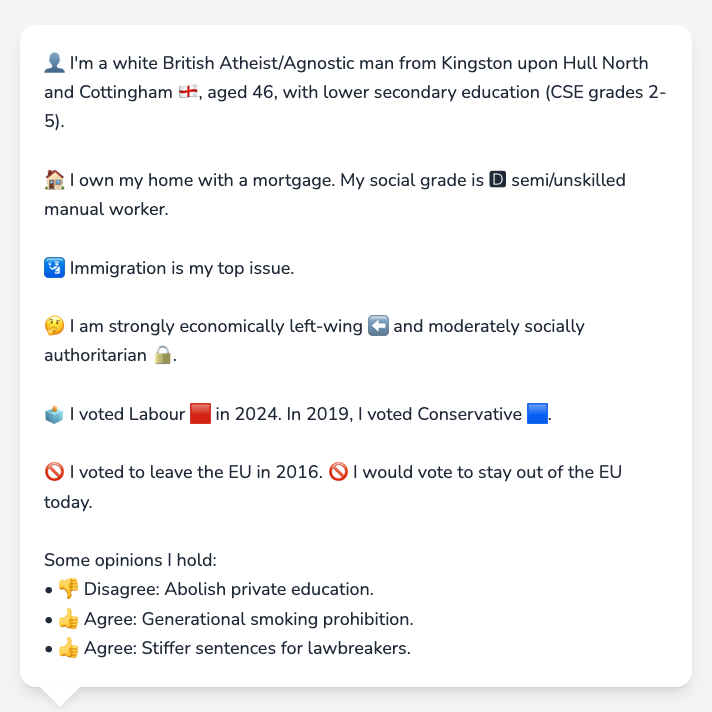 👤 I'm a white British Atheist/Agnostic man from Kingston upon Hull North
and Cottingham 🏴󠁧󠁢󠁥󠁮󠁧󠁿, aged 46, with lower secondary education (CSE grades 2-
5).
🏠 I own my home with a mortgage. My social grade is 🅳 semi/unskilled
manual worker.
🛂 Immigration is my top issue.
🤔 I am strongly economically left-wing ⬅️ and moderately socially
authoritarian 🔒.
🗳️ I voted Labour 🟥 in 2024. In 2019, I voted Conservative 🟦.
🚫 I voted to leave the EU in 2016. 🚫 I would vote to stay out of the EU
today.
Some opinions I hold:
• 👎 Disagree: Abolish private education.
• 👍 Agree: Generational smoking prohibition.
• 👍 Agree: Stiffer sentences for lawbreakers.